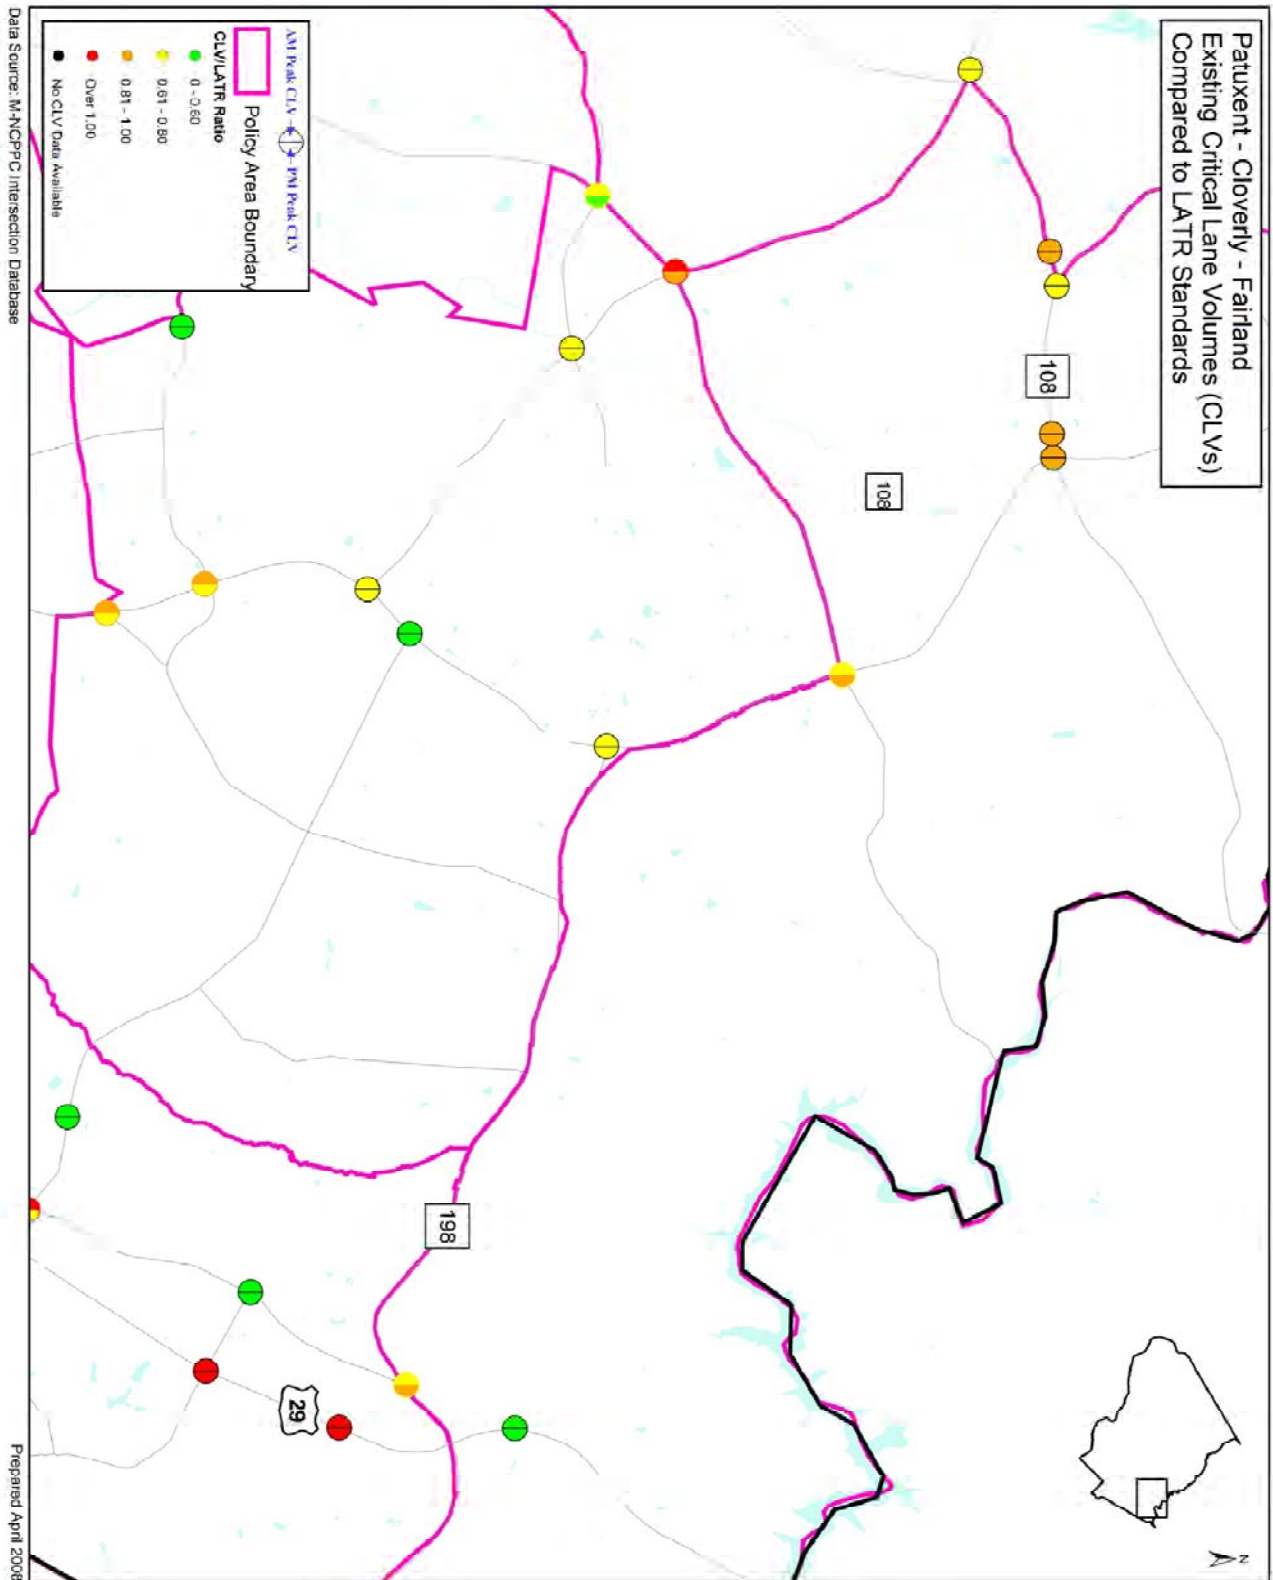 Patuxent - Cloverly - Fairland
Existing Critical Lane Volumes (CLVs)
Compared to LATR Standards
108
108
198
29
N
AM Peak CLV
PM Peak CLV
Policy Area Boundary
CLV/LATR Ratio
0 - 0.60
0.61 - 0.80
0.81 - 1.00
Over 1.00
No CLV Data Available
Data Source: M-NCPPC Intersection Database
Prepared April 2008